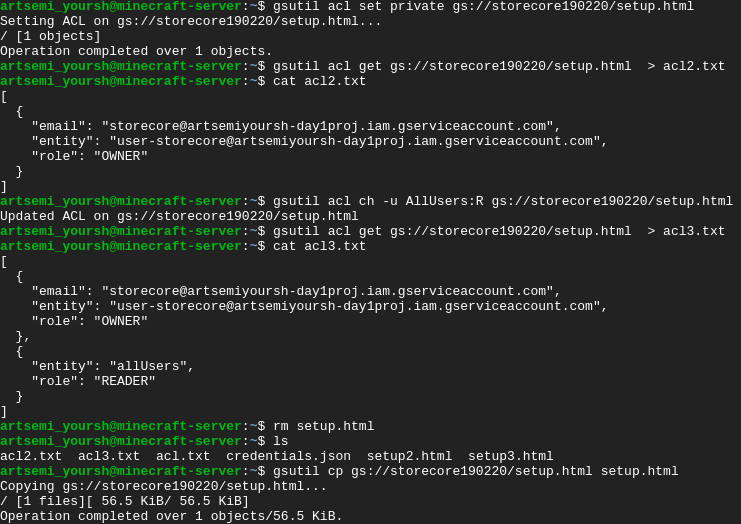 artsemi_yoursh@minecraft-server:~$ gsutil acl set private gs://storecore190220/setup.html
Setting ACL on gs://storecore190220/setup.html...
/ [1 objects]
Operation completed over 1 objects.
artsemi_yoursh@minecraft-server:~$ gsutil acl get gs://storecore190220/setup.html  > acl2.txt
artsemi_yoursh@minecraft-server:~$ cat acl2.txt
[
  {
    "email": "storecore@artsemiyoursh-day1proj.iam.gserviceaccount.com",
    "entity": "user-storecore@artsemiyoursh-day1proj.iam.gserviceaccount.com",
    "role": "OWNER"
  }
]
artsemi_yoursh@minecraft-server:~$ gsutil acl ch -u AllUsers:R gs://storecore190220/setup.html
Updated ACL on gs://storecore190220/setup.html
artsemi_yoursh@minecraft-server:~$ gsutil acl get gs://storecore190220/setup.html  > acl3.txt
artsemi_yoursh@minecraft-server:~$ cat acl3.txt
[
  {
    "email": "storecore@artsemiyoursh-day1proj.iam.gserviceaccount.com",
    "entity": "user-storecore@artsemiyoursh-day1proj.iam.gserviceaccount.com",
    "role": "OWNER"
  },
  {
    "entity": "allUsers",
    "role": "READER"
  }
]
artsemi_yoursh@minecraft-server:~$ rm setup.html
artsemi_yoursh@minecraft-server:~$ ls
acl2.txt  acl3.txt  acl.txt  credentials.json  setup2.html  setup3.html
artsemi_yoursh@minecraft-server:~$ gsutil cp gs://storecore190220/setup.html setup.html
Copying gs://storecore190220/setup.html...
/ [1 files][ 56.5 KiB/ 56.5 KiB]
Operation completed over 1 objects/56.5 KiB.